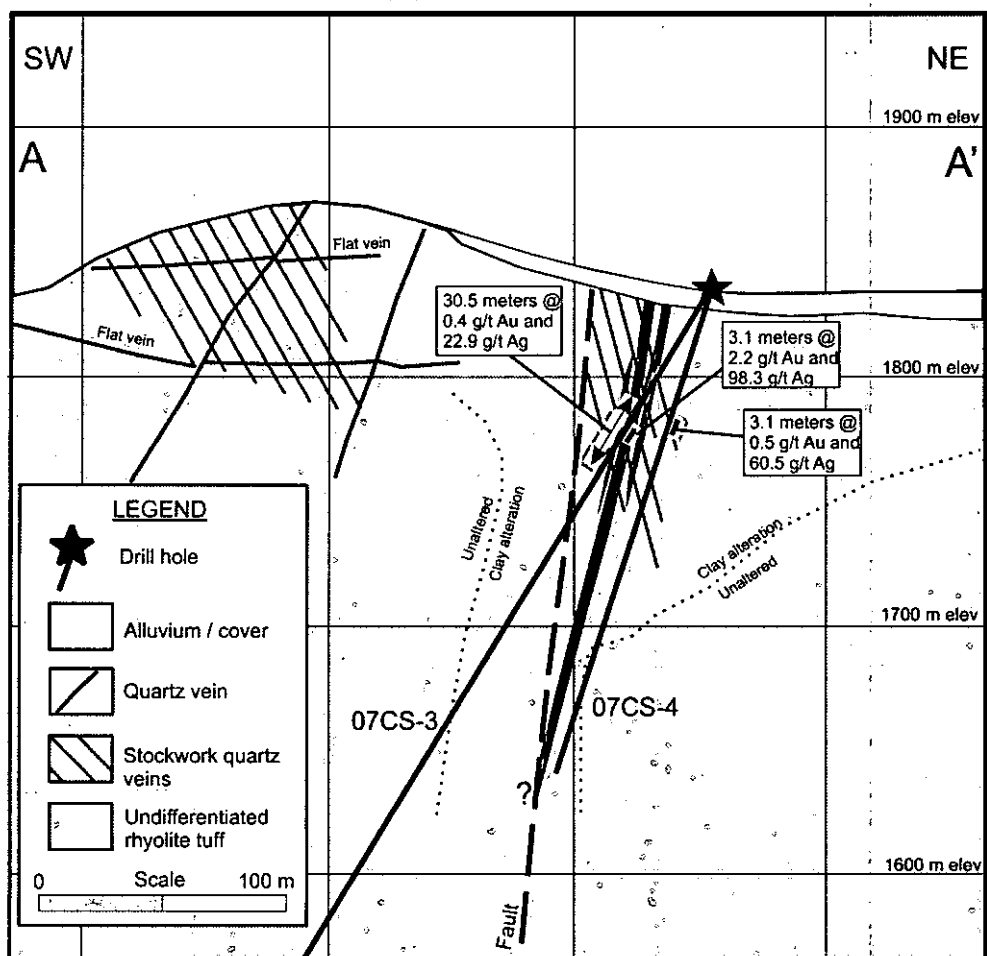 SW
NE
1900 m elev
A
A'
Flat vein
30.5 meters @
0.4 g/t Au and
22.9 g/t Ag
Flat vein
3.1 meters @
2.2 g/t Au and
98.3 g/t Ag
1800 m elev
3.1 meters @
0.5 g/t Au and
60.5 g/t Ag
Unaltered
Clay alteration
Clay alteration
Unaltered
1700 m elev
07CS-3
07CS-4
?
1600 m elev
Fault
LEGEND
Drill hole
Alluvium / cover
Quartz vein
Stockwork quartz
veins
Undifferentiated
rhyolite tuff
0 Scale 100 m